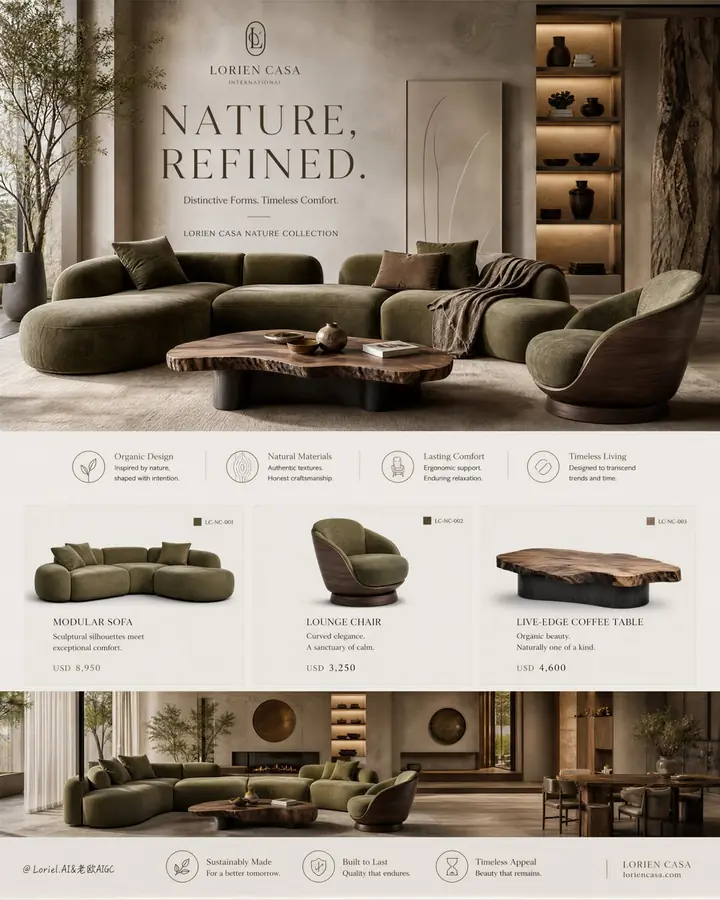 LORIEN CASA
INTERNATIONAL
NATURE,
REFINED.
Distinctive Forms. Timeless Comfort.
LORIEN CASA NATURE COLLECTION
Organic Design
Inspired by nature,
shaped with intention.
Natural Materials
Authentic textures.
Honest craftsmanship.
Lasting Comfort
Ergonomic support.
Enduring relaxation.
Timeless Living
Designed to transcend
trends and time.
LC-NC-001
MODULAR SOFA
Sculptural silhouettes meet
exceptional comfort.
USD 8,950
LC-NC-002
LOUNGE CHAIR
Curved elegance.
A sanctuary of calm.
USD 3,250
LC-NC-003
LIVE-EDGE COFFEE TABLE
Organic beauty.
Naturally one of a kind.
USD 4,600
@Loriel.AI&老欧AIGC
Sustainably Made
For a better tomorrow.
Built to Last
Quality that endures.
Timeless Appeal
Beauty that remains.
LORIEN CASA
loriencasa.com